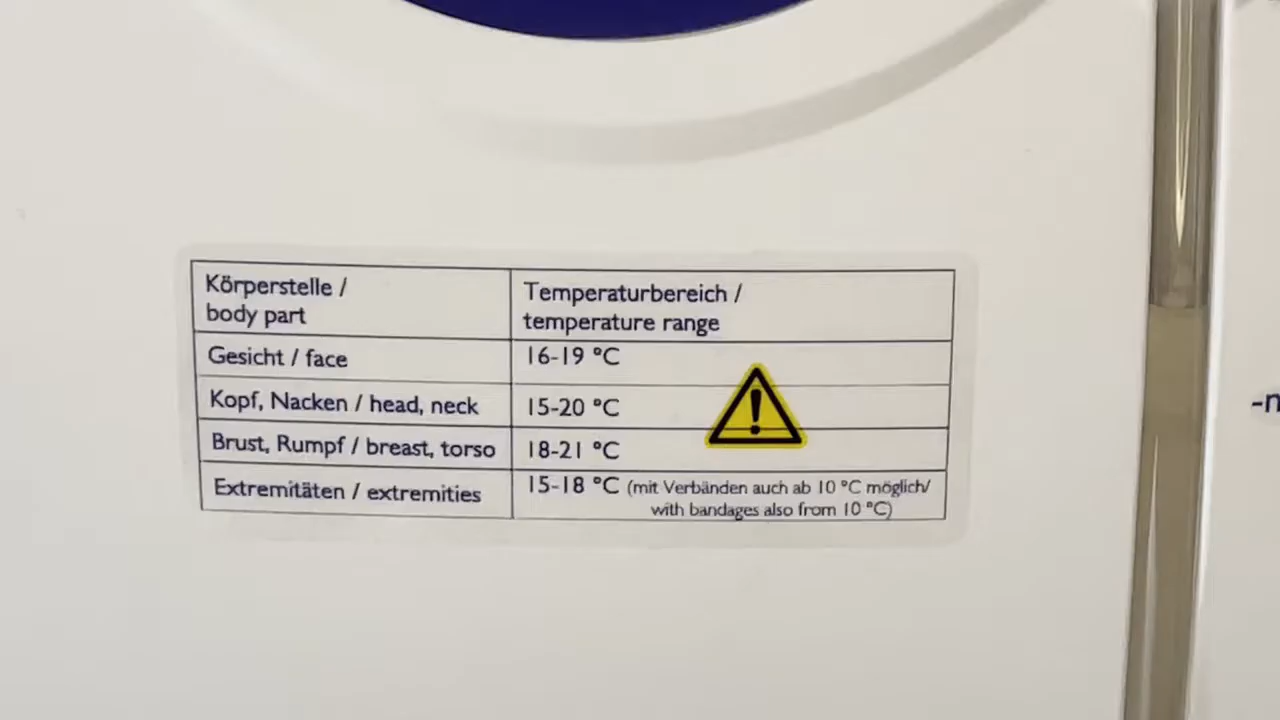 Körperstelle /
body part
Temperaturbereich /
temperature range
Gesicht / face
16-19 °C
Kopf, Nacken / head, neck
15-20 °C
Brust, Rumpf / breast, torso
18-21 °C
Extremitäten / extremities
15-18 °C (mit Verbänden auch ab 10 °C möglich/
with bandages also from 10 °C)